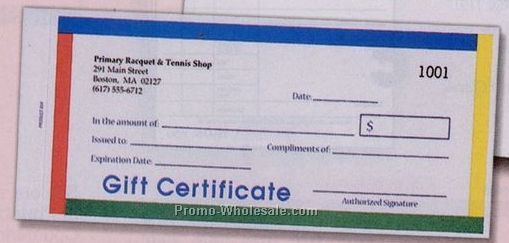 Primary Racquet & Tennis Shop
291 Main Street
Boston, MA 02127
(617) 555-6712
1001
Date:
In the amount of:
$
Issued to:
Compliments of:
Expiration Date:
Gift Certificate
Authorized Signature
Promo-Wholesale.com